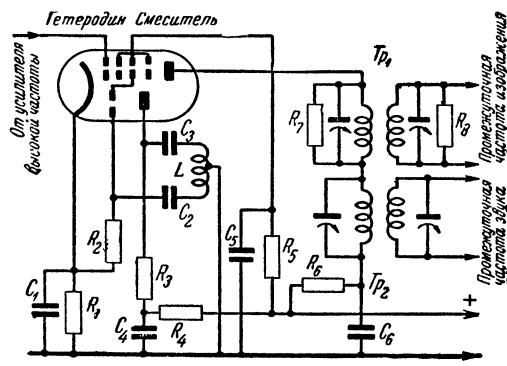 Гетеродин Смеситель
От усилителя
высокой частоты
Тр₁
R₇
R₈
Промежуточная
частота изображения
C₃
L
C₂
Промежуточная
частота звука
R₂
C₅
R₅
R₃
R₆
Тр₂
C₁
R₁
C₄
R₄
C₆
+